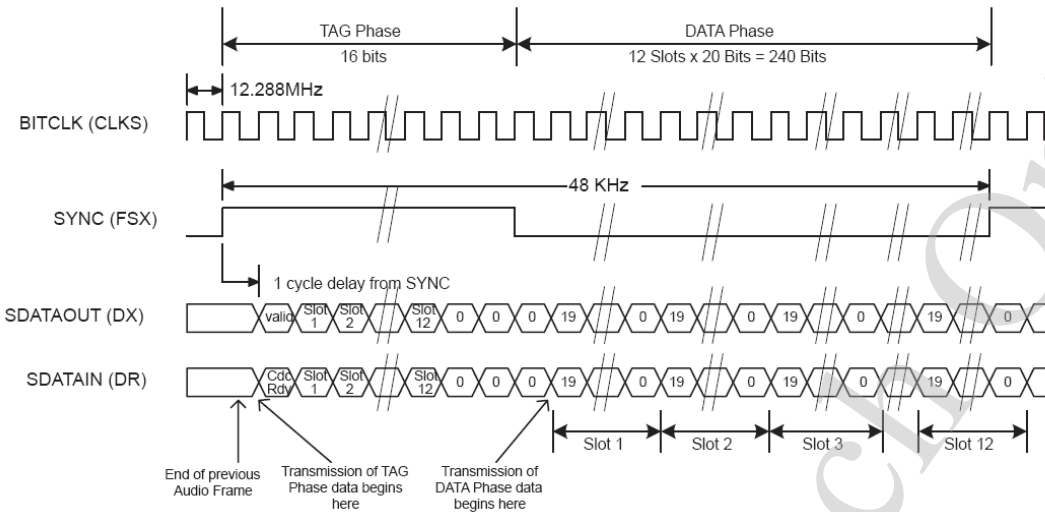 TAG Phase
DATA Phase
16 bits
12 Slots x 20 Bits = 240 Bits
12.288MHz
BITCLK (CLKS)
48 KHz
SYNC (FSX)
1 cycle delay from SYNC
SDATAOUT (DX)
valid Slot 1 Slot 2 Slot 12 0 0 0 19 0 19 0 19 0 19 0
SDATAIN (DR)
Cdc Rdy Slot 1 Slot 2 Slot 12 0 0 0 19 0 19 0 19 0 19 0
Slot 1 Slot 2 Slot 3 Slot 12
End of previous
Audio Frame
Transmission of TAG
Phase data begins
here
Transmission of
DATA Phase data
begins here